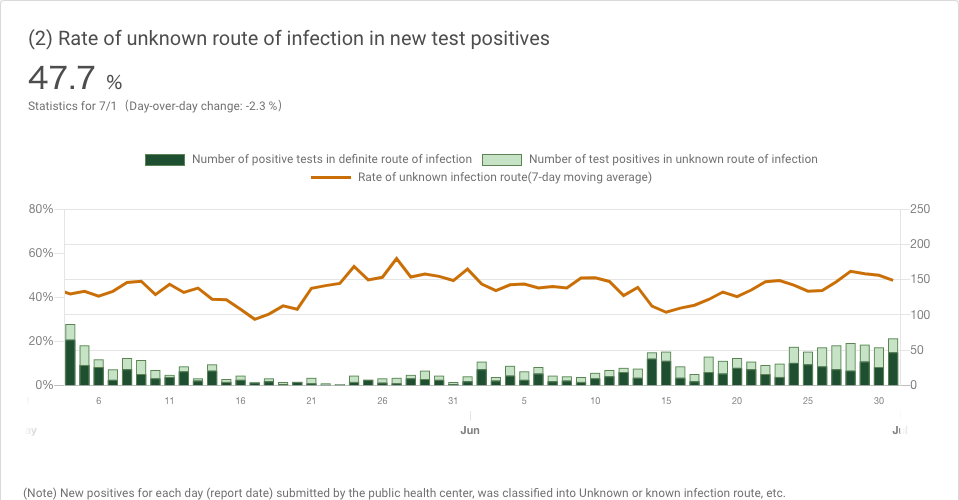 (2) Rate of unknown route of infection in new test positives
47.7 %
Statistics for 7/1 (Day-over-day change: -2.3 %)
Number of positive tests in definite route of infection Number of test positives in unknown route of infection
Rate of unknown infection route(7-day moving average)
80% 250
200
60%
150
40%
100
20%
50
0% 0
6 11 16 21 26 31 5 10 15 20 25 30
ay Jun Jul
(Note) New positives for each day (report date) submitted by the public health center, was classified into Unknown or known infection route, etc.